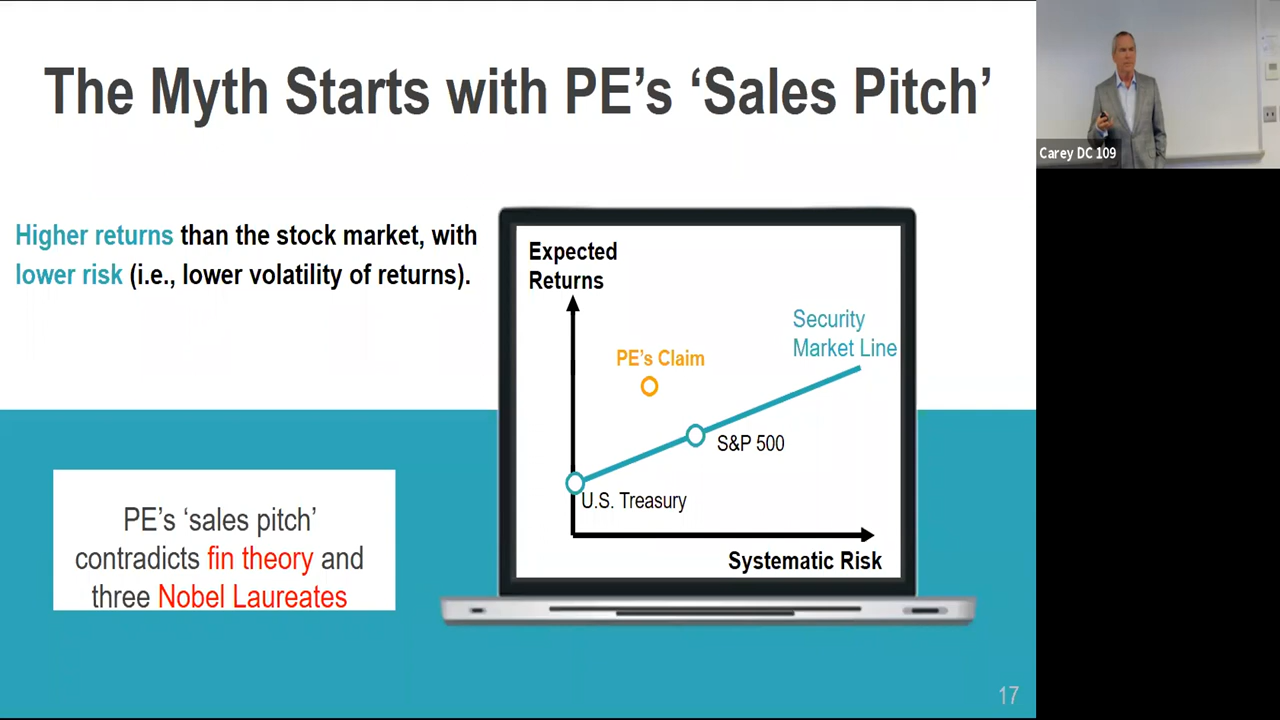 The Myth Starts with PE’s ‘Sales Pitch’
Carey DC 109
Higher returns than the stock market, with
lower risk (i.e., lower volatility of returns).
Expected
Returns
Security
Market Line
PE’s Claim
S&P 500
U.S. Treasury
Systematic Risk
PE’s ‘sales pitch’
contradicts fin theory and
three Nobel Laureates
17